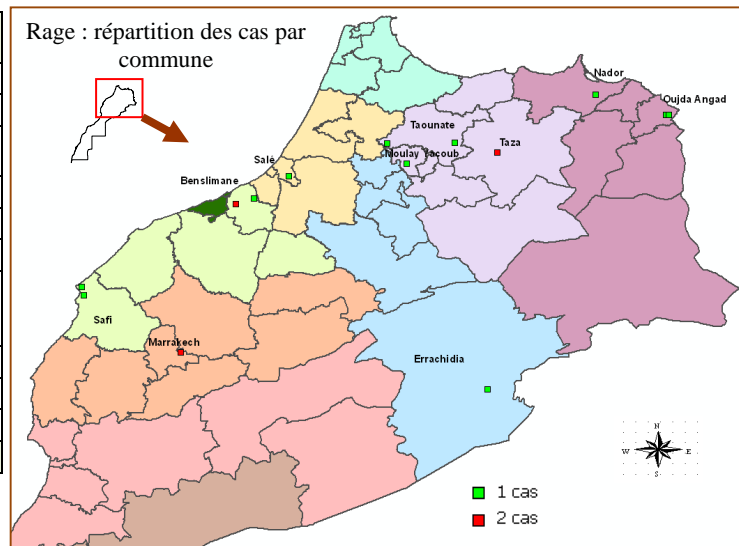 Rage : répartition des cas par
commune
Nador
Oujda Angad
Taounate
Taza
Moulay Yacoub
Salé
Benslimane
Safi
Marrakech
Errachidia
N
W E
S
1 cas
2 cas